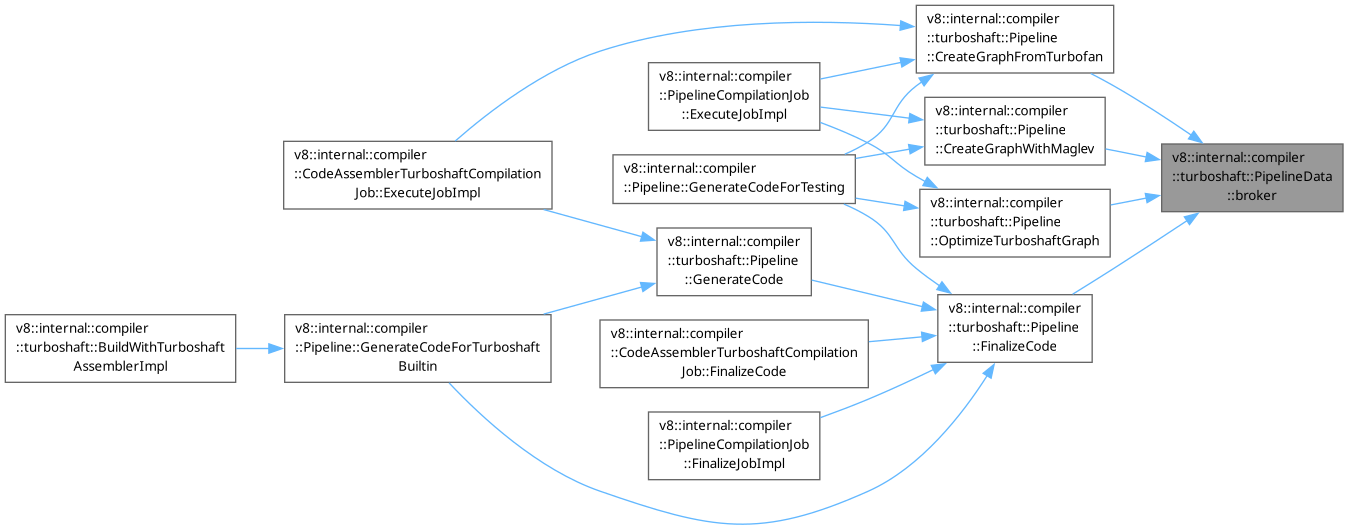 v8::internal::compiler
::turboshaft::Pipeline
::CreateGraphFromTurbofan
v8::internal::compiler
::PipelineCompilationJob
::ExecuteJobImpl
v8::internal::compiler
::turboshaft::Pipeline
::CreateGraphWithMaglev
v8::internal::compiler
::CodeAssemblerTurboshaftCompilation
Job::ExecuteJobImpl
v8::internal::compiler
::Pipeline::GenerateCodeForTesting
v8::internal::compiler
::turboshaft::PipelineData
::broker
v8::internal::compiler
::turboshaft::Pipeline
::OptimizeTurboshaftGraph
v8::internal::compiler
::turboshaft::Pipeline
::GenerateCode
v8::internal::compiler
::turboshaft::Pipeline
::FinalizeCode
v8::internal::compiler
::turboshaft::BuildWithTurboshaft
AssemblerImpl
v8::internal::compiler
::Pipeline::GenerateCodeForTurboshaft
Builtin
v8::internal::compiler
::CodeAssemblerTurboshaftCompilation
Job::FinalizeCode
v8::internal::compiler
::PipelineCompilationJob
::FinalizeJobImpl